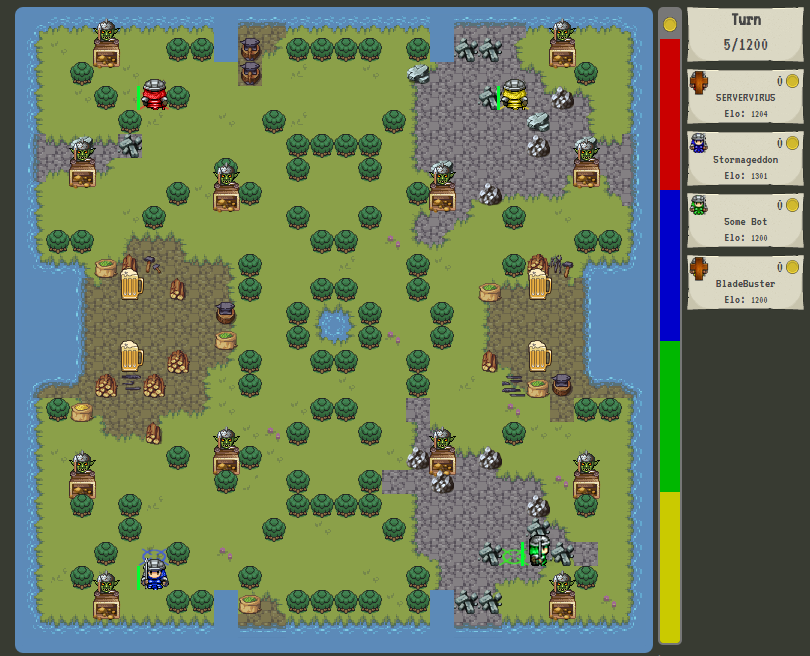 Turn
5/1200
0
SERVERVIRUS
Elo: 1204
0
Stormageddon
Elo: 1301
0
Some Bot
Elo: 1200
0
BladeBuster
Elo: 1200